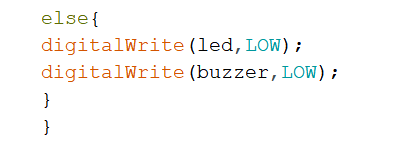 else{
digitalWrite(led,LOW);
digitalWrite(buzzer,LOW);
}
}